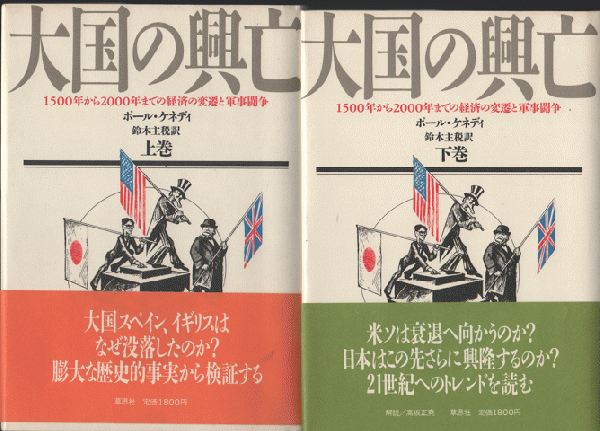 大国の興亡
1500年から2000年までの経済の変遷と軍事闘争
ポール・ケネディ
鈴木主税訳
上巻
大国スペイン、イギリスは
なぜ没落したのか?
膨大な歴史的事実から検証する
草思社 定価1800円
大国の興亡
1500年から2000年までの経済の変遷と軍事闘争
ポール・ケネディ
鈴木主税訳
下巻
米ソは衰退へ向かうのか?
日本はこの先さらに興隆するのか?
21世紀へのトレンドを読む
解説/高坂正堯 草思社 定価1800円